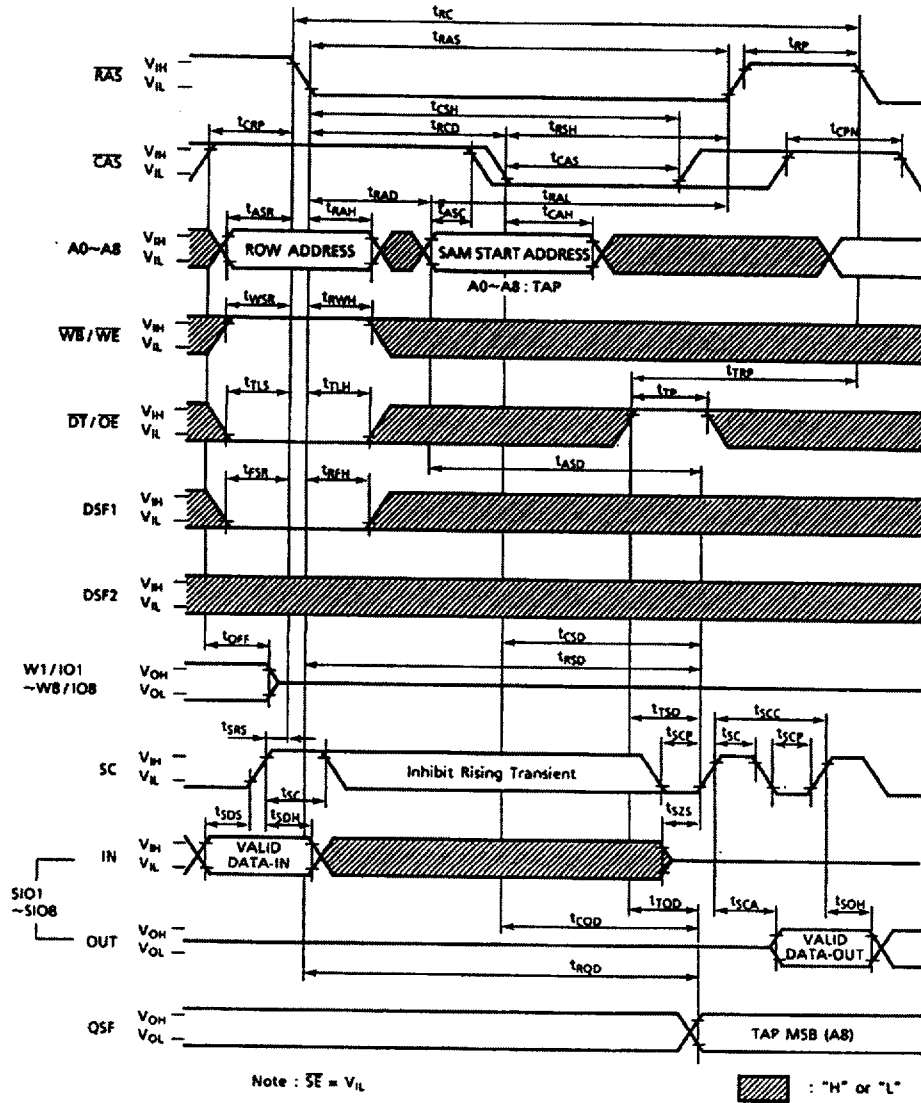 tRC
tRAS
tRP
RAS
VIH
VIL
tCSH
tCRP
tRCD
tRSH
tCPN
CAS
VIH
VIL
tCAS
tRAD
tRAL
tASR
tRAH
tASC
tCAH
A0~A8
VIH
VIL
ROW ADDRESS
SAM START ADDRESS
A0~A8 : TAP
tWSR
tRWH
WB/WE
VIH
VIL
tTRP
tTLS
tTLH
tTP
DT/OE
VIH
VIL
tASD
tFSR
tRFH
DSF1
VIH
VIL
DSF2
VIH
VIL
tOFF
tCSD
tRSD
W1/IO1
~W8/IO8
VOH
VOL
tTSD
tSCC
tSRS
tSCP
tSC
tSCP
SC
VIH
VIL
Inhibit Rising Transient
tSC
tSZS
tSDS
tSDH
IN
VIH
VIL
VALID
DATA-IN
SIO1
~SIO8
tTQD
tCQD
tSCA
tSOH
OUT
VOH
VOL
VALID
DATA-OUT
tRQD
QSF
VOH
VOL
TAP MSB (A8)
Note : SE = VIL
: "H" or "L"